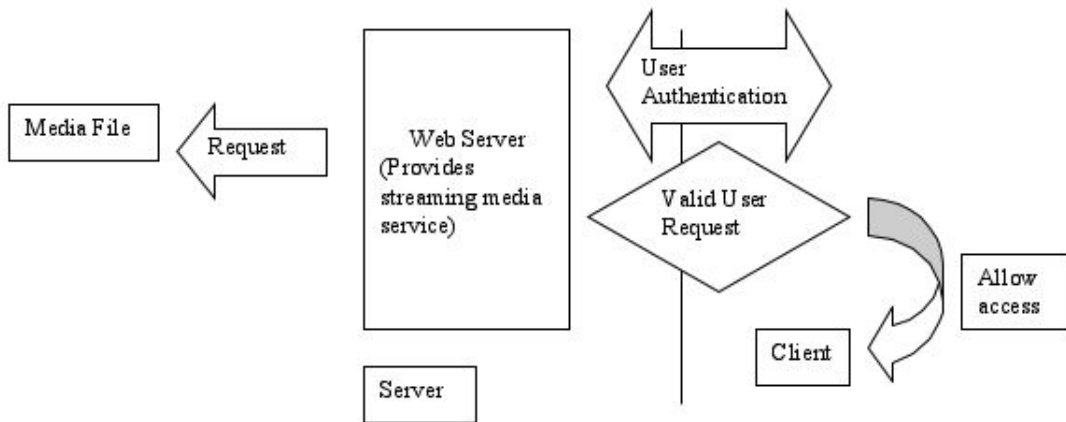 Media File
Request
Web Server
(Provides
streaming media
service)
Server
User
Authentication
Valid User
Request
Allow
access
Client